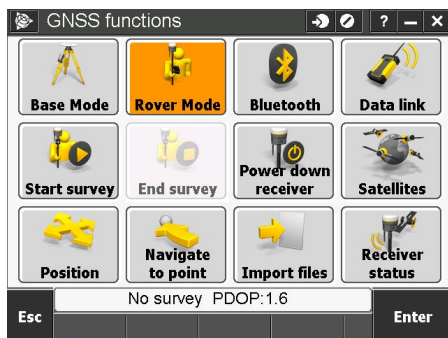 GNSS functions
? – ×
Base Mode
Rover Mode
Bluetooth
Data link
Start survey
End survey
Power down
receiver
Satellites
Position
Navigate
to point
Import files
Receiver
status
No survey PDOP:1.6
Esc
Enter